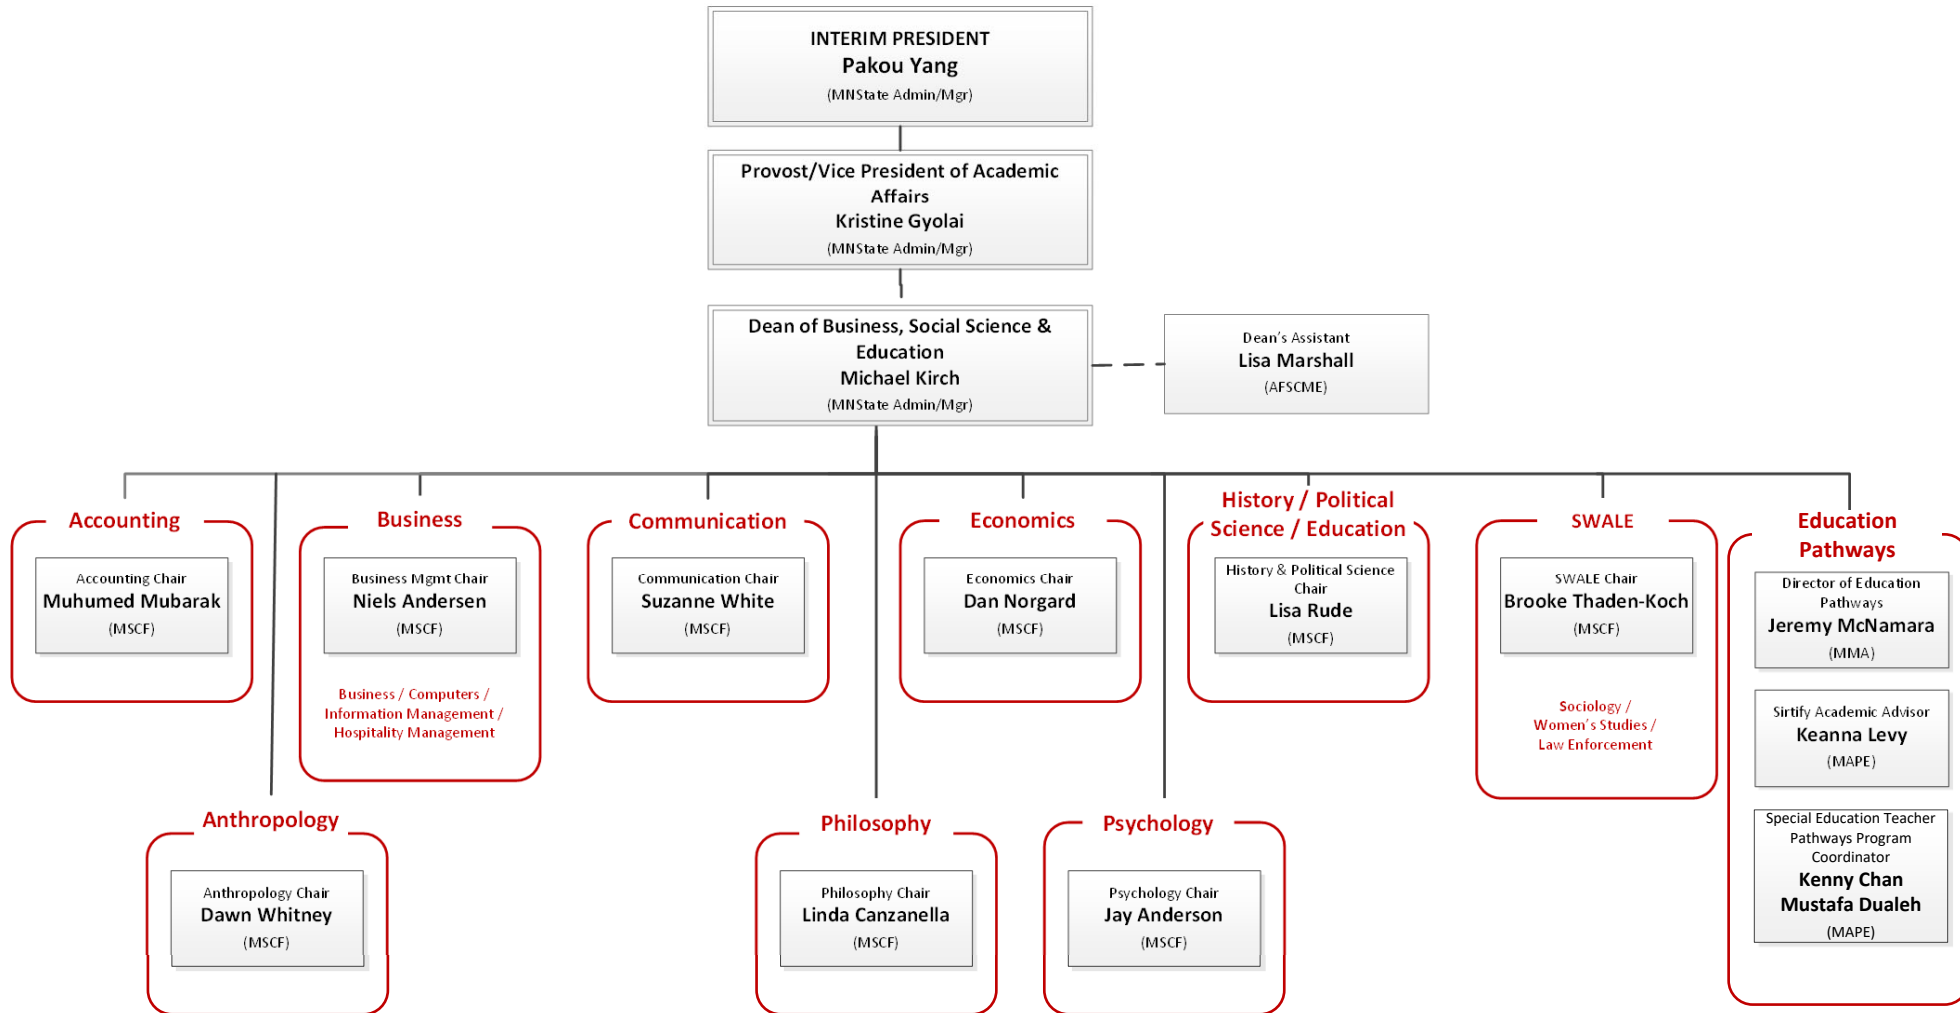 INTERIM PRESIDENT
Pakou Yang
(MNState Admin/Mgr)
Provost/Vice President of Academic
Affairs
Kristine Gyolai
(MNState Admin/Mgr)
Dean of Business, Social Science &
Education
Michael Kirch
(MNState Admin/Mgr)
Dean's Assistant
Lisa Marshall
(AFSCME)
Accounting
Accounting Chair
Muhumed Mubarak
(MSCF)
Business
Business Mgmt Chair
Niels Andersen
(MSCF)
Business / Computers /
Information Management /
Hospitality Management
Communication
Communication Chair
Suzanne White
(MSCF)
Economics
Economics Chair
Dan Norgard
(MSCF)
History / Political
Science / Education
History & Political Science
Chair
Lisa Rude
(MSCF)
SWALE
SWALE Chair
Brooke Thaden-Koch
(MSCF)
Sociology /
Women's Studies /
Law Enforcement
Education
Pathways
Director of Education
Pathways
Jeremy McNamara
(MMA)
Sirtify Academic Advisor
Keanna Levy
(MAPE)
Special Education Teacher
Pathways Program
Coordinator
Kenny Chan
Mustafa Dualeh
(MAPE)
Anthropology
Anthropology Chair
Dawn Whitney
(MSCF)
Philosophy
Philosophy Chair
Linda Canzanella
(MSCF)
Psychology
Psychology Chair
Jay Anderson
(MSCF)